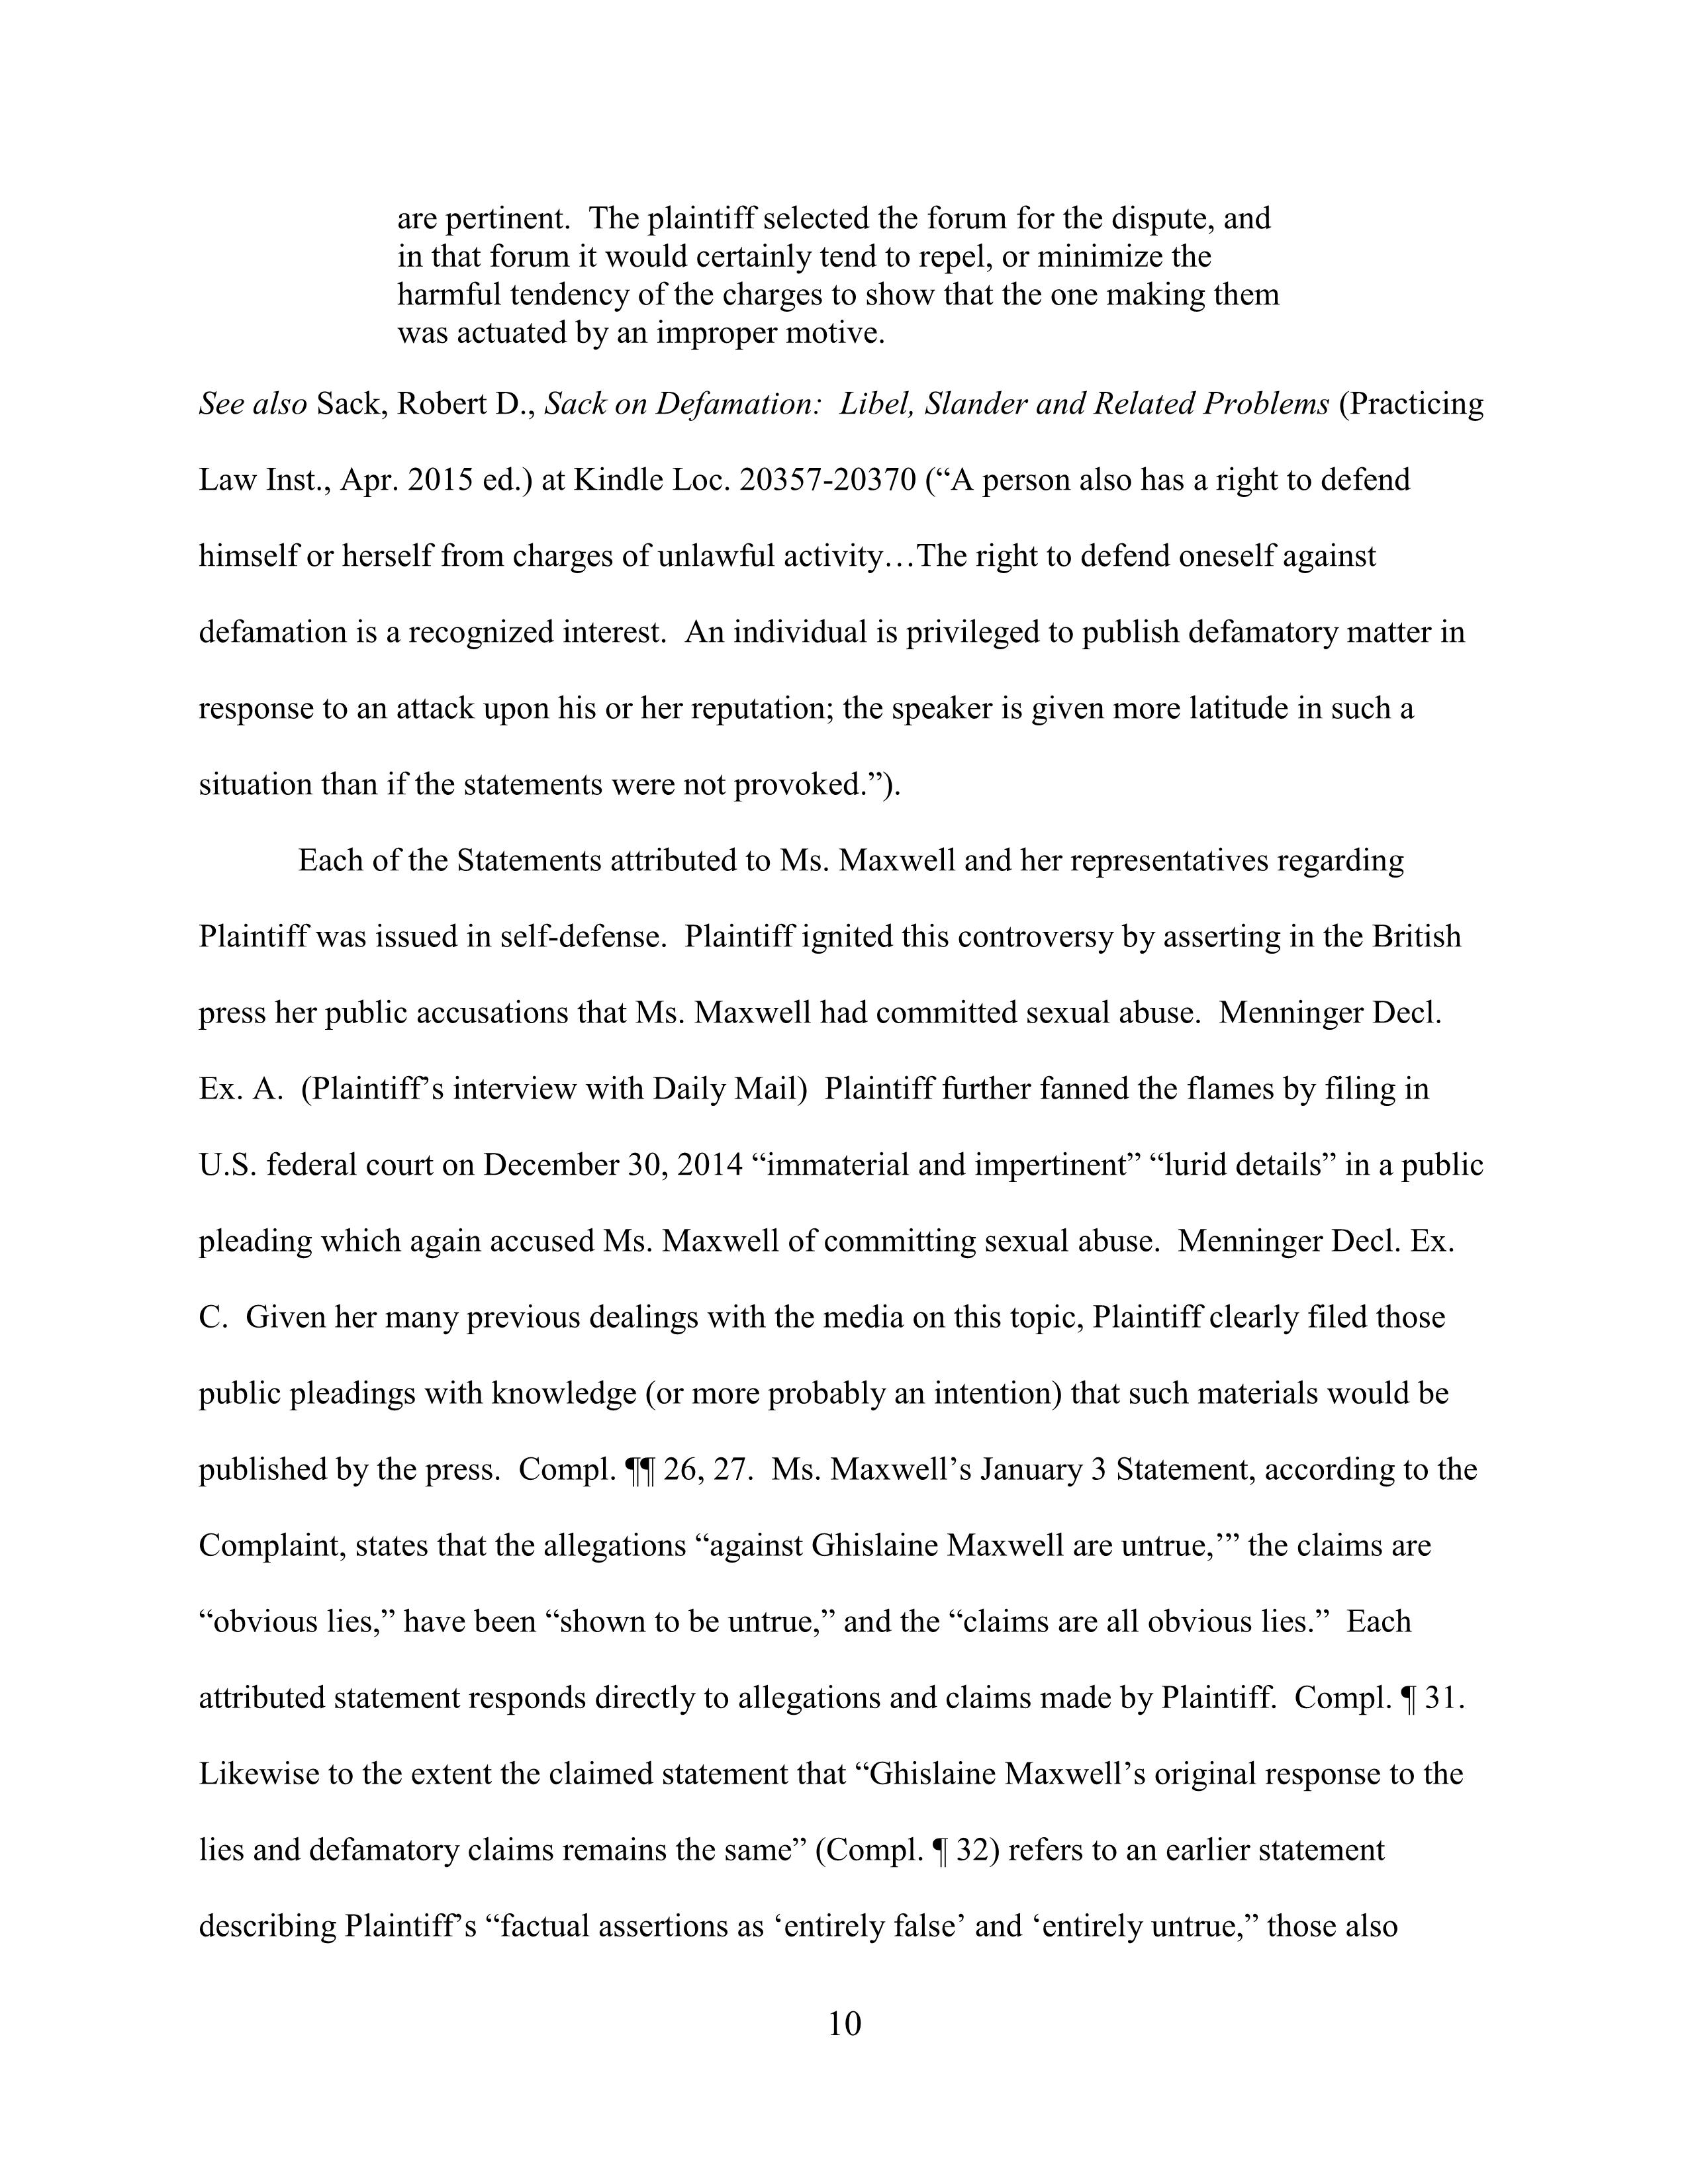 are pertinent.  The plaintiff selected the forum for the dispute, and
in that forum it would certainly tend to repel, or minimize the
harmful tendency of the charges to show that the one making them
was actuated by an improper motive.
See also Sack, Robert D., Sack on Defamation:  Libel, Slander and Related Problems (Practicing
Law Inst., Apr. 2015 ed.) at Kindle Loc. 20357-20370 (“A person also has a right to defend
himself or herself from charges of unlawful activity…The right to defend oneself against
defamation is a recognized interest.  An individual is privileged to publish defamatory matter in
response to an attack upon his or her reputation; the speaker is given more latitude in such a
situation than if the statements were not provoked.”).
Each of the Statements attributed to Ms. Maxwell and her representatives regarding
Plaintiff was issued in self-defense.  Plaintiff ignited this controversy by asserting in the British
press her public accusations that Ms. Maxwell had committed sexual abuse.  Menninger Decl.
Ex. A.  (Plaintiff’s interview with Daily Mail)  Plaintiff further fanned the flames by filing in
U.S. federal court on December 30, 2014 “immaterial and impertinent” “lurid details” in a public
pleading which again accused Ms. Maxwell of committing sexual abuse.  Menninger Decl. Ex.
C.  Given her many previous dealings with the media on this topic, Plaintiff clearly filed those
public pleadings with knowledge (or more probably an intention) that such materials would be
published by the press.  Compl. ¶¶ 26, 27.  Ms. Maxwell’s January 3 Statement, according to the
Complaint, states that the allegations “against Ghislaine Maxwell are untrue,’” the claims are
“obvious lies,” have been “shown to be untrue,” and the “claims are all obvious lies.”  Each
attributed statement responds directly to allegations and claims made by Plaintiff.  Compl. ¶ 31.
Likewise to the extent the claimed statement that “Ghislaine Maxwell’s original response to the
lies and defamatory claims remains the same” (Compl. ¶ 32) refers to an earlier statement
describing Plaintiff’s “factual assertions as ‘entirely false’ and ‘entirely untrue,” those also
10